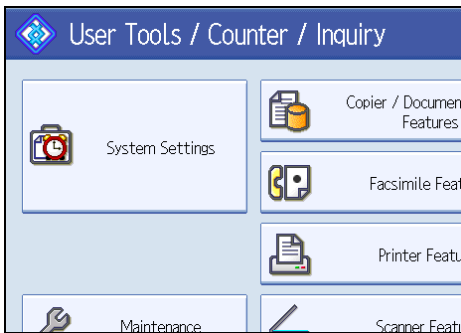 User Tools / Counter / Inquiry
System Settings
Copier / Documen
Features
Facsimile Feat
Printer Featu
Maintenance
Scanner Featu